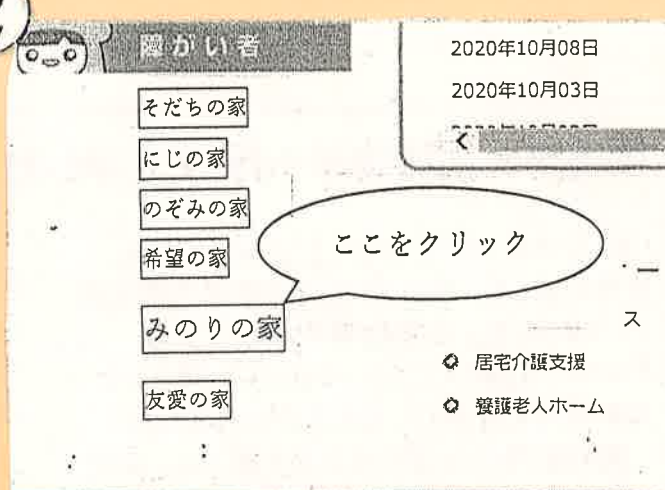 障がい者
そだちの家
にじの家
のぞみの家
希望の家
みのりの家
友愛の家
ここをクリック
2020年10月08日
2020年10月03日
ス
居宅介護支援
養護老人ホーム